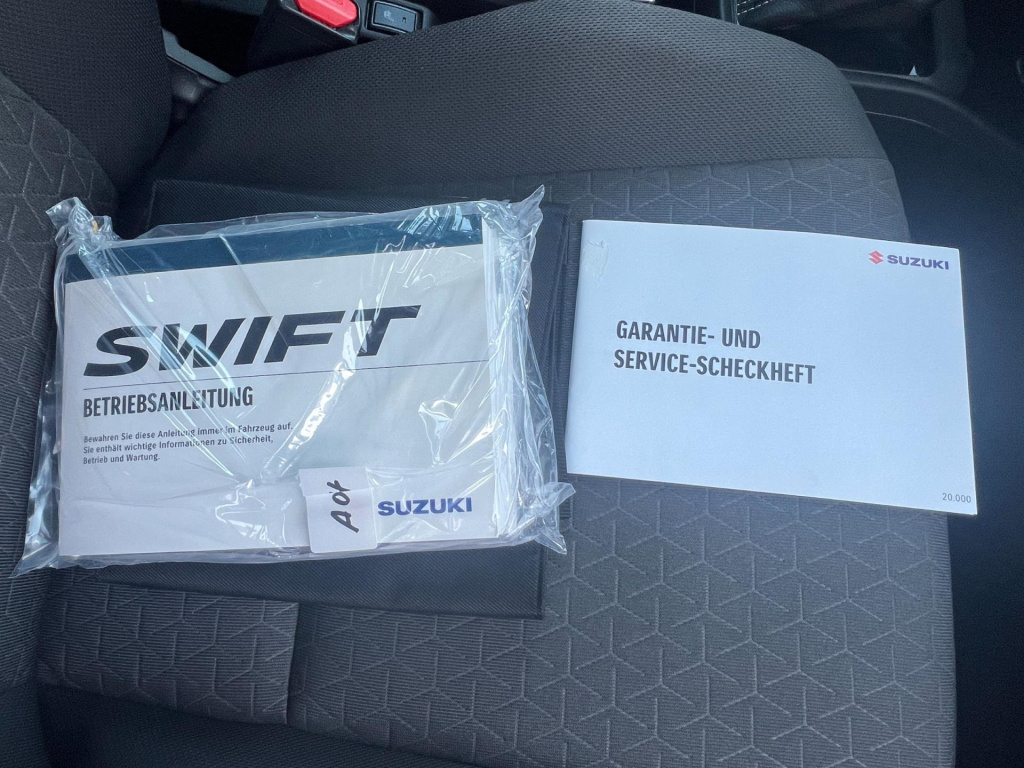 SWIFT
BETRIEBSANLEITUNG
Bewahren Sie diese Anleitung immer im Fahrzeug auf.
Sie enthält wichtige Informationen zu Sicherheit,
Betrieb und Wartung.
SUZUKI
SUZUKI
GARANTIE- UND
SERVICE-SCHECKHEFT
20.000